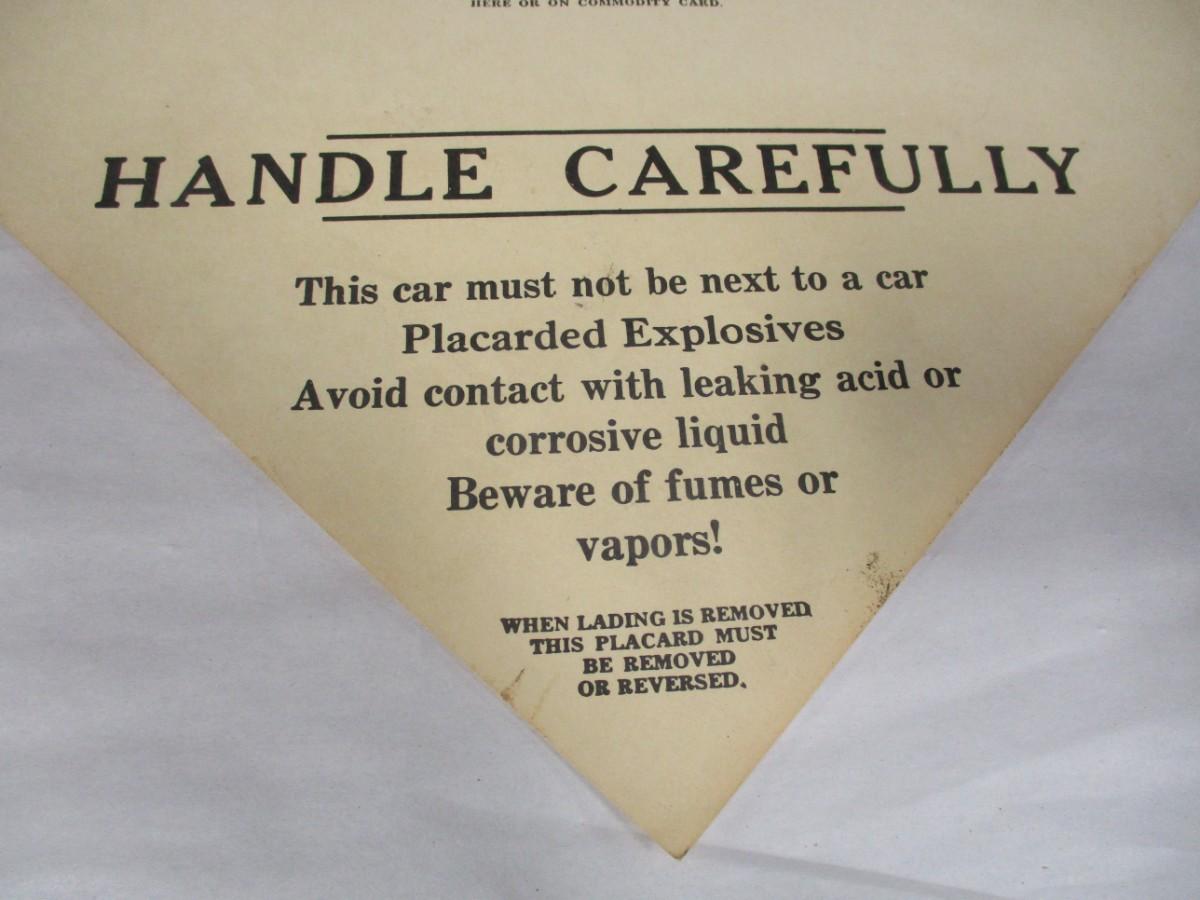 HERE OR ON COMMODITY CARD.
HANDLE CAREFULLY
This car must not be next to a car
Placarded Explosives
Avoid contact with leaking acid or
corrosive liquid
Beware of fumes or
vapors!
WHEN LADING IS REMOVED
THIS PLACARD MUST
BE REMOVED
OR REVERSED.